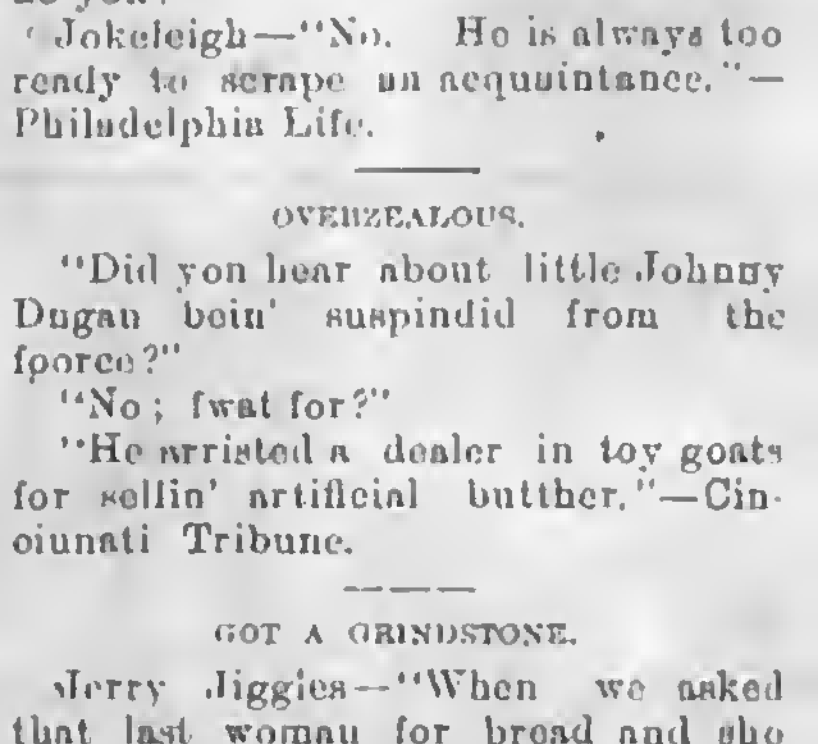 Jokeleigh—"No. He is always too
ready to scrape an acquaintance."—
Philadelphia Life.
OVERZEALOUS.
"Did you hear about little Johnny
Dugan bein' suspindid from the
foorce?"
"No; fwat for?"
"He arristed a dealer in toy goats
for sellin' artificial butther."—Cin-
cinnati Tribune.
GOT A GRINDSTONE.
Jerry Jiggles—"When we asked
that last woman for bread and she